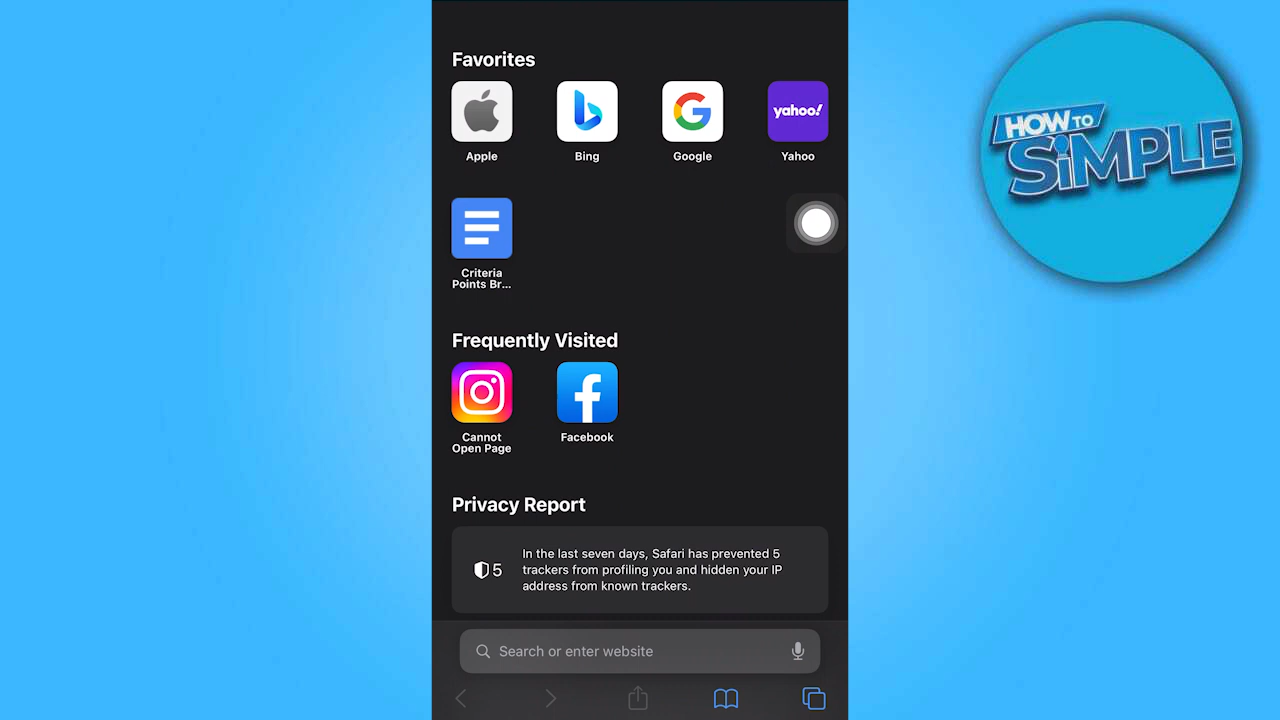 Favorites
yahoo!
Apple
Bing
Google
Yahoo
Criteria
Points Br...
Frequently Visited
Cannot
Open Page
Facebook
Privacy Report
5
In the last seven days, Safari has prevented 5
trackers from profiling you and hidden your IP
address from known trackers.
Search or enter website
HOW TO
SiMPLE